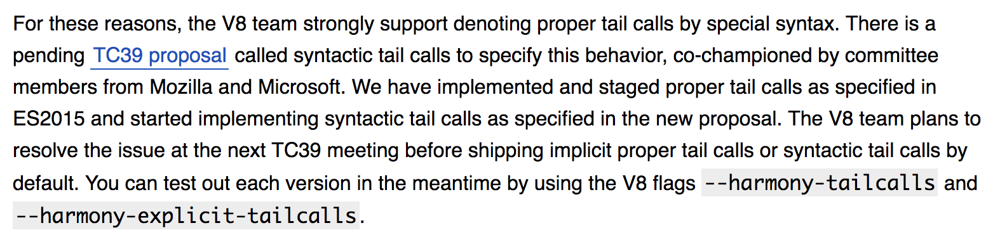 For these reasons, the V8 team strongly support denoting proper tail calls by special syntax. There is a
pending TC39 proposal called syntactic tail calls to specify this behavior, co-championed by committee
members from Mozilla and Microsoft. We have implemented and staged proper tail calls as specified in
ES2015 and started implementing syntactic tail calls as specified in the new proposal. The V8 team plans to
resolve the issue at the next TC39 meeting before shipping implicit proper tail calls or syntactic tail calls by
default. You can test out each version in the meantime by using the V8 flags --harmony-tailcalls and
--harmony-explicit-tailcalls.